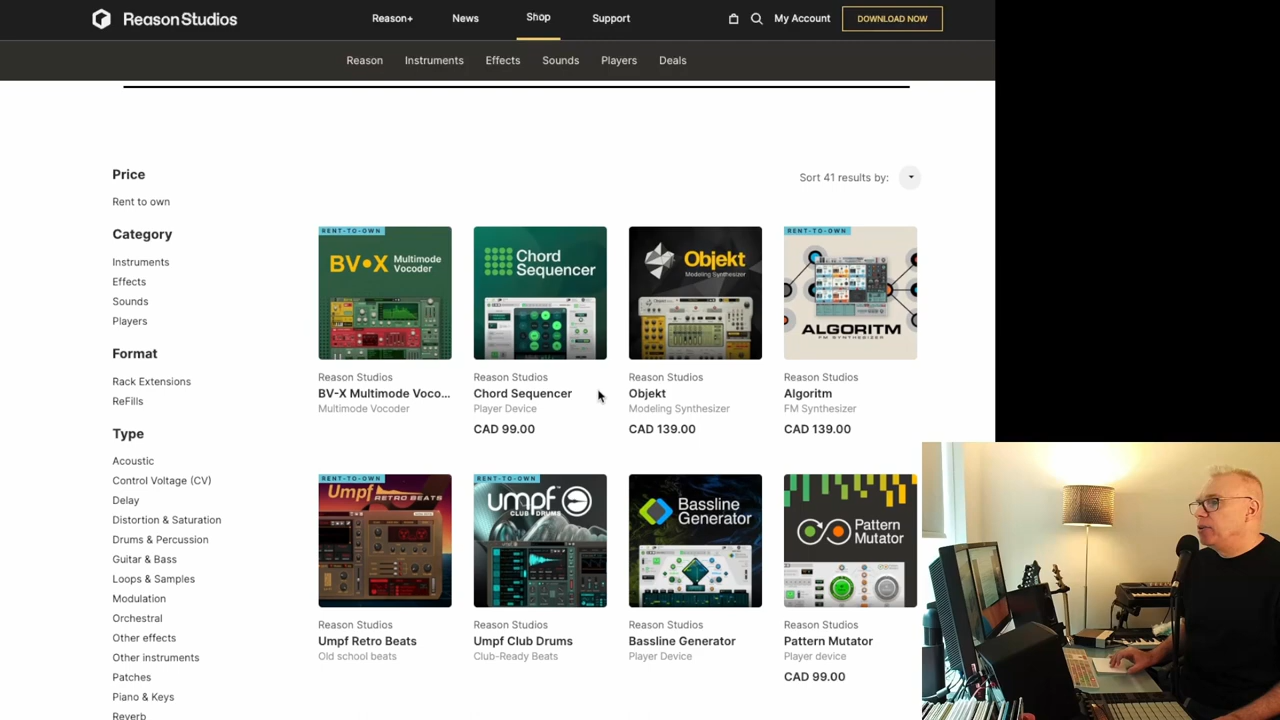 Reason Studios
Reason+ News Shop Support
My Account DOWNLOAD NOW
Reason Instruments Effects Sounds Players Deals
Price
Rent to own
Category
Instruments
Effects
Sounds
Players
Format
Rack Extensions
ReFills
Type
Acoustic
Control Voltage (CV)
Delay
Distortion & Saturation
Drums & Percussion
Guitar & Bass
Loops & Samples
Modulation
Orchestral
Other effects
Other instruments
Patches
Piano & Keys
Reverb
Sort 41 results by:
RENT-TO-OWN
BV•X Multimode Vocoder
Reason Studios
BV-X Multimode Voco...
Multimode Vocoder
Chord Sequencer
Reason Studios
Chord Sequencer
Player Device
CAD 99.00
Objekt
Modeling Synthesizer
Reason Studios
Objekt
Modeling Synthesizer
CAD 139.00
RENT-TO-OWN
ALGORITM
FM SYNTHESIZER
Reason Studios
Algoritm
FM Synthesizer
CAD 139.00
RENT-TO-OWN
Umpf RETRO BEATS
Reason Studios
Umpf Retro Beats
Old school beats
RENT-TO-OWN
umpf
CLUB DRUMS
Reason Studios
Umpf Club Drums
Club-Ready Beats
Bassline Generator
Reason Studios
Bassline Generator
Player Device
Pattern Mutator
Reason Studios
Pattern Mutator
Player device
CAD 99.00